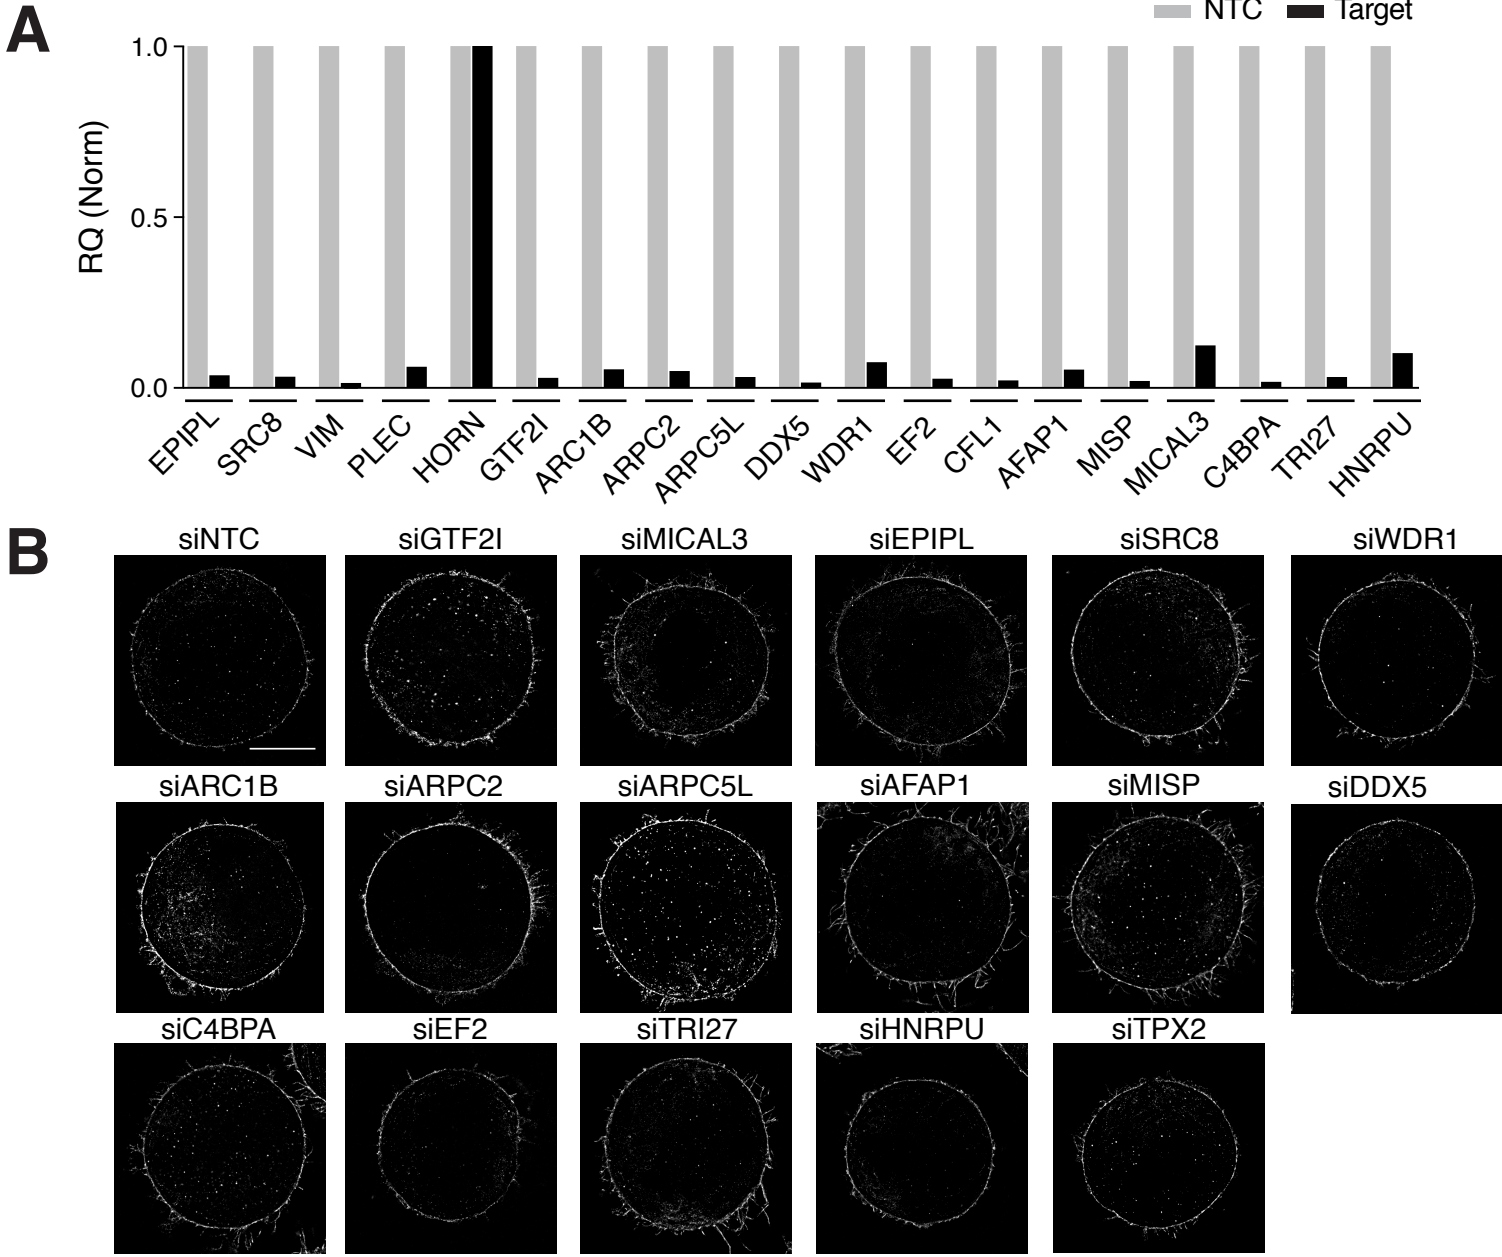 A
NTC Target
1.0
0.5
0.0
RQ (Norm)
EPIPL SRC8 VIM PLEC HORN GTF2I ARC1B ARPC2 ARPC5L DDX5 WDR1 EF2 CFL1 AFAP1 MISP MICAL3 C4BPA TRI27 HNRPU
B
siNTC siGTF2I siMICAL3 siEPIPL siSRC8 siWDR1
siARC1B siARPC2 siARPC5L siAFAP1 siMISP siDDX5
siC4BPA siEF2 siTRI27 siHNRPU siTPX2